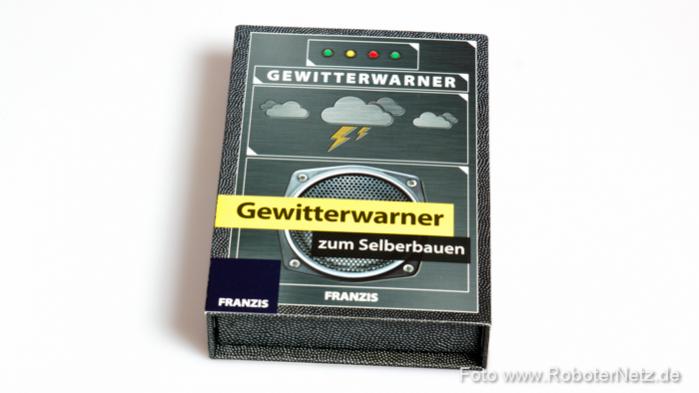 GEWITTERWARNER
Gewitterwarner
zum Selberbauen
FRANZIS
FRANZIS
Foto www.RoboterNetz.de